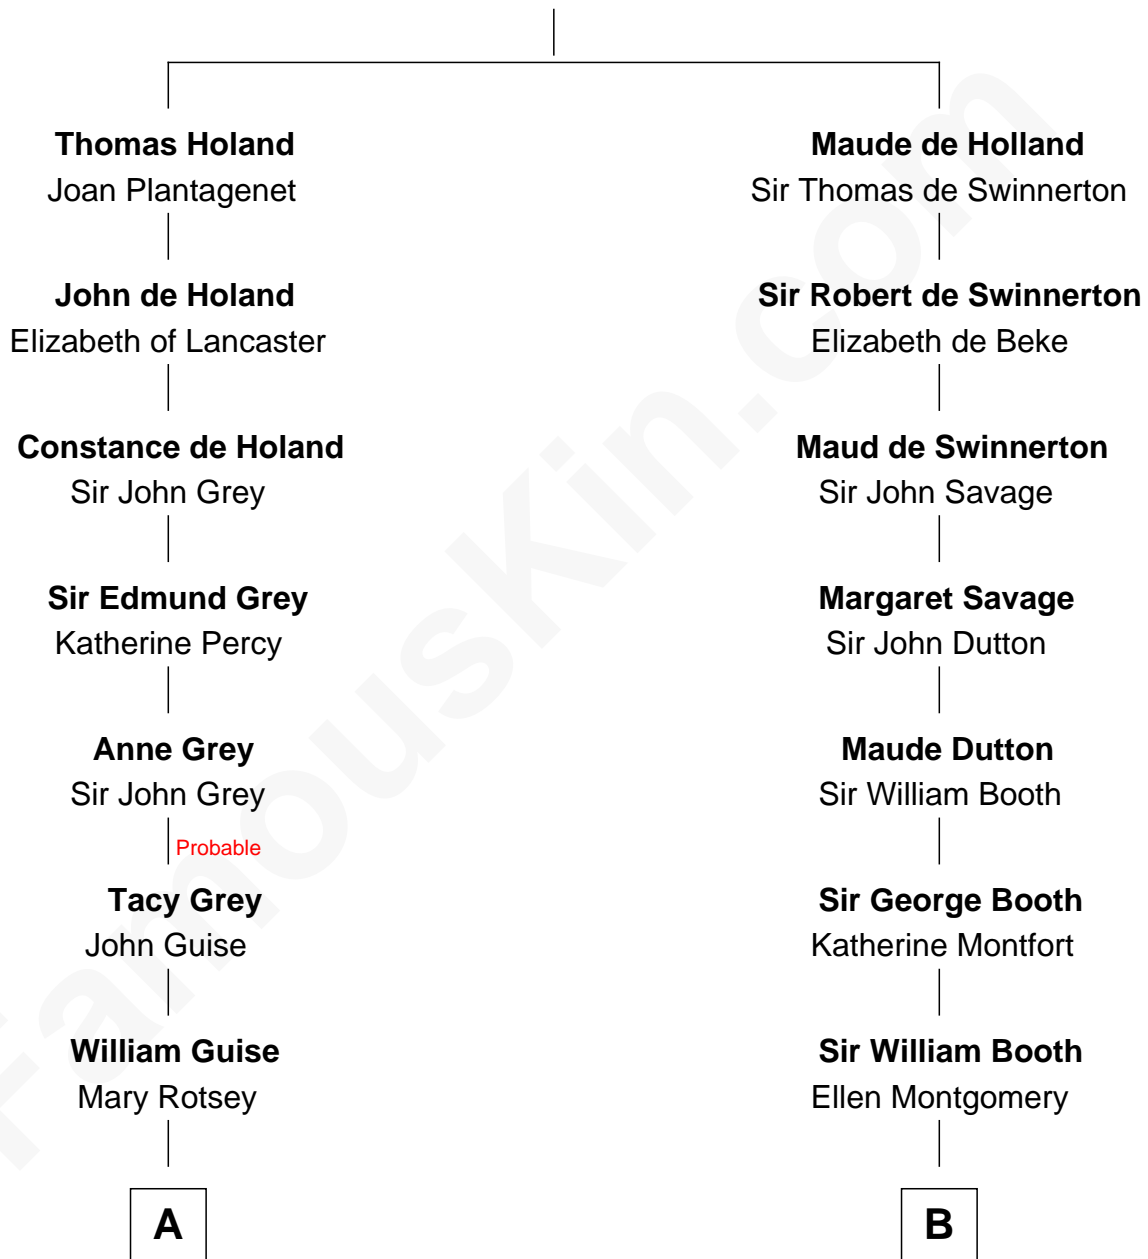 Thomas Holand
Joan Plantagenet
John de Holand
Elizabeth of Lancaster
Constance de Holand
Sir John Grey
Sir Edmund Grey
Katherine Percy
Anne Grey
Sir John Grey
Probable
Tacy Grey
John Guise
William Guise
Mary Rotsey
A
Maude de Holland
Sir Thomas de Swinnerton
Sir Robert de Swinnerton
Elizabeth de Beke
Maud de Swinnerton
Sir John Savage
Margaret Savage
Sir John Dutton
Maude Dutton
Sir William Booth
Sir George Booth
Katherine Montfort
Sir William Booth
Ellen Montgomery
B
FamousKin.com